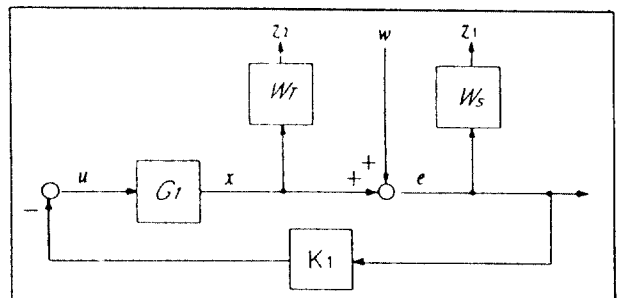 z₂ w z₁
W_T W_S
+
u G₁ x + e
−
K₁